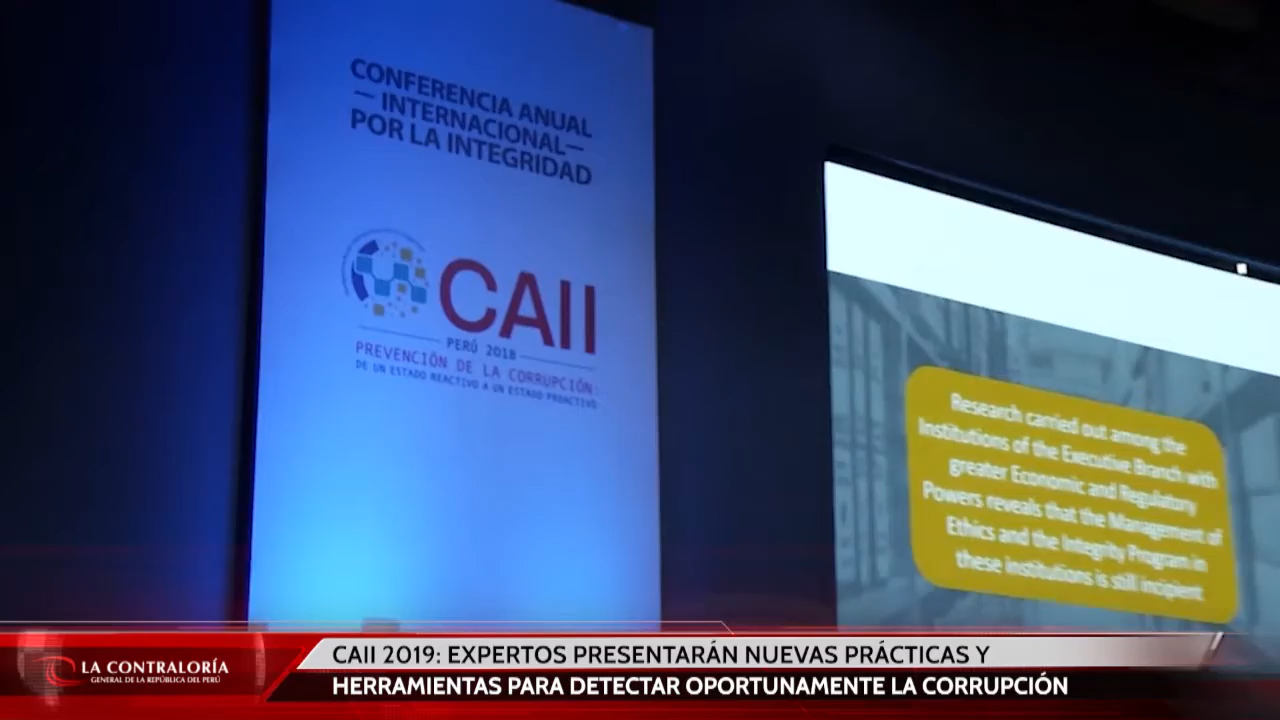 CONFERENCIA ANUAL
— INTERNACIONAL—
POR LA INTEGRIDAD
CAII
PERÚ 2018
PREVENCIÓN DE LA CORRUPCIÓN:
DE UN ESTADO REACTIVO A UN ESTADO PROACTIVO
Research carried out among the
Institutions of the Executive Branch with
greater Economic and Regulatory
Powers reveals that the Management of
Ethics and the Integrity Program in
these institutions is still incipient
LA CONTRALORÍA
GENERAL DE LA REPÚBLICA DEL PERÚ
CAII 2019: EXPERTOS PRESENTARÁN NUEVAS PRÁCTICAS Y
HERRAMIENTAS PARA DETECTAR OPORTUNAMENTE LA CORRUPCIÓN